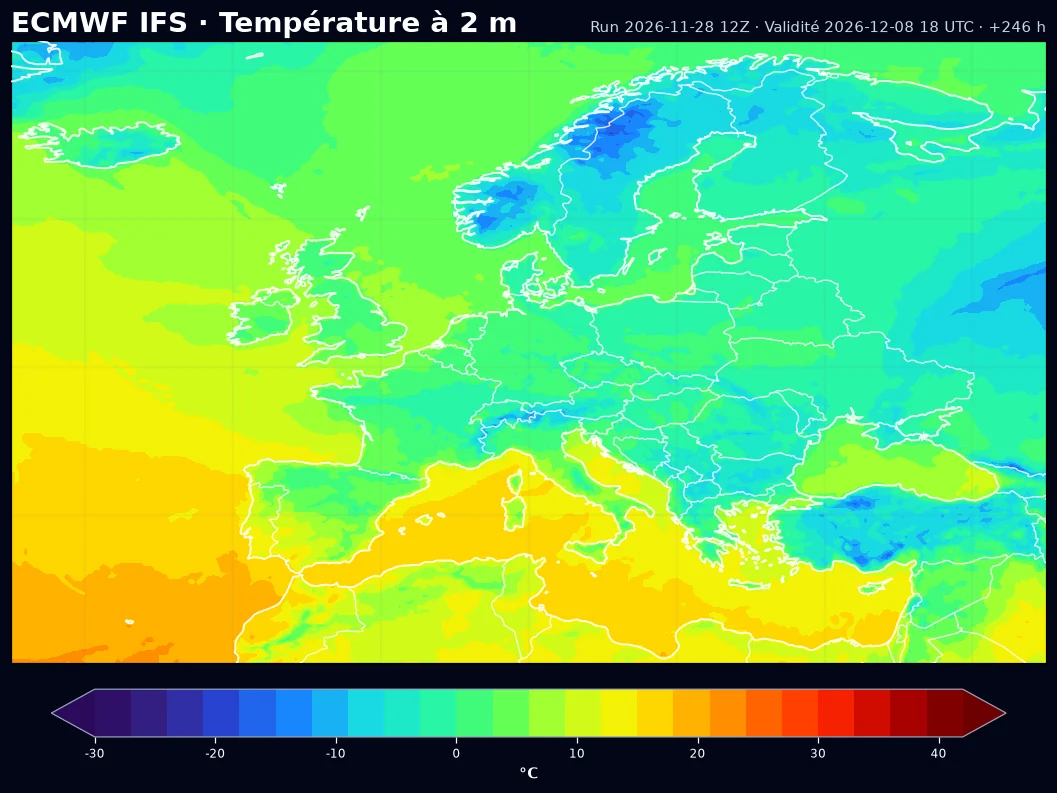 ECMWF IFS · Température à 2 m
Run 2026-11-28 12Z · Validité 2026-12-08 18 UTC · +246 h
-30 -20 -10 0 10 20 30 40
°C